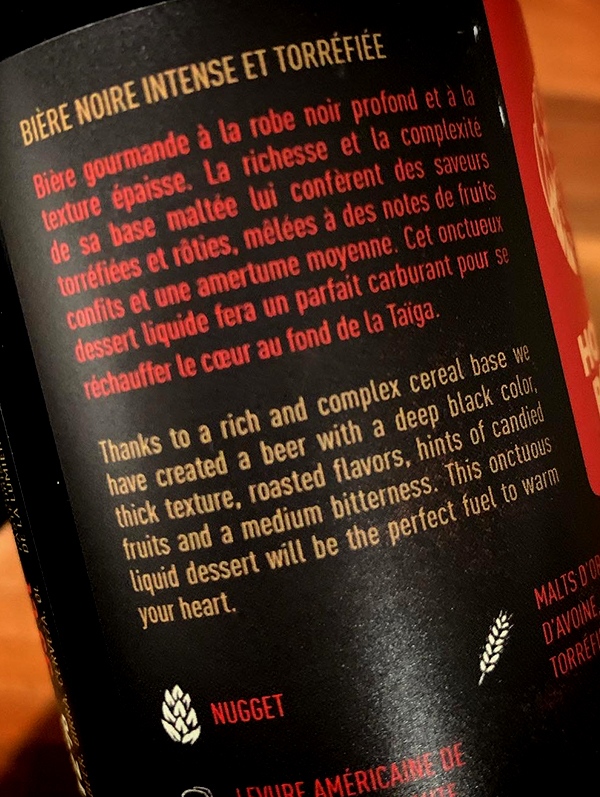 BIÈRE NOIRE INTENSE ET TORRÉFIÉE
Bière gourmande à la robe noir profond et à la
texture épaisse. La richesse et la complexité
de sa base maltée lui confèrent des saveurs
torréfiées et rôties, mêlées à des notes de fruits
confits et une amertume moyenne. Cet onctueux
dessert liquide fera un parfait carburant pour se
réchauffer le cœur au fond de la Taïga.
Thanks to a rich and complex cereal base we
have created a beer with a deep black color,
thick texture, roasted flavors, hints of candied
fruits and a medium bitterness. This onctuous
liquid dessert will be the perfect fuel to warm
your heart.
NUGGET
MALTS
D'AVOINE
LEVURE AMÉRICAINE DE